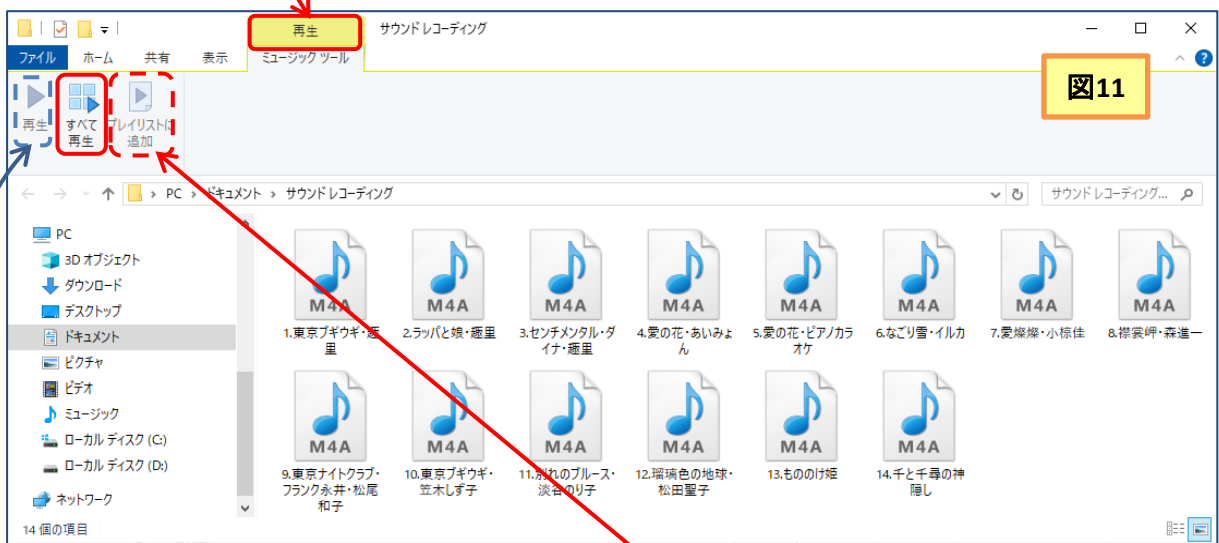 再生
サウンド レコーディング
ファイル ホーム 共有 表示 ミュージック ツール
図11
再生
すべて
再生
プレイリストに
追加
PC › ドキュメント › サウンド レコーディング
サウンド レコーディング...
PC
3D オブジェクト
ダウンロード
デスクトップ
ドキュメント
ピクチャ
ビデオ
ミュージック
ローカル ディスク (C:)
ローカル ディスク (D:)
ネットワーク
M4A M4A M4A M4A M4A M4A M4A M4A
1.東京ブギウギ・趣
里
2.ラッパと娘・趣里
3.センチメンタル・ダ
イナ・趣里
4.愛の花・あいみょ
ん
5.愛の花・ピアノカラ
オケ
6.なごり雪・イルカ
7.愛燦燦・小椋佳
8.襟裳岬・森進一
M4A M4A M4A M4A M4A M4A
9.東京ナイトクラブ・
フランク永井・松尾
和子
10.東京ブギウギ・
笠木しず子
11.別れのブルース・
淡谷のり子
12.瑠璃色の地球・
松田聖子
13.もののけ姫
14.千と千尋の神
隠し
14 個の項目